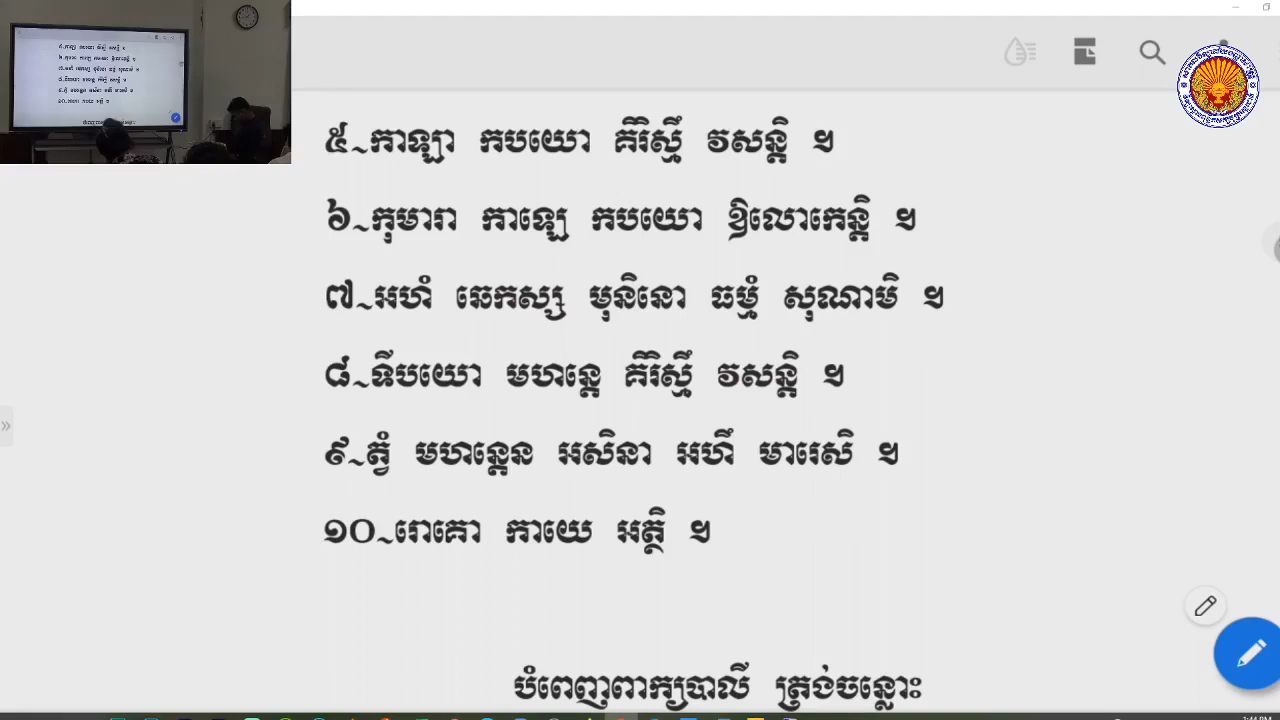 ៥~កាឡា កបយោ គិរិស្មឹ វសន្តិ ។
៦~កុមារា កាឡេ កបយោ ឱលោកេន្តិ ។
៧~អហំ ឆេកស្ស មុនិនោ ធម្មំ សុណាមិ ។
៨~ទីបយោ មហន្តេ គិរិស្មឹ វសន្តិ ។
៩~ត្វំ មហន្តេន អសិនា អហឹ មារេសិ ។
១០~រោគោ កាយេ អត្ថិ ។
បំពេញពាក្យបាលី ត្រង់ចន្លោះ